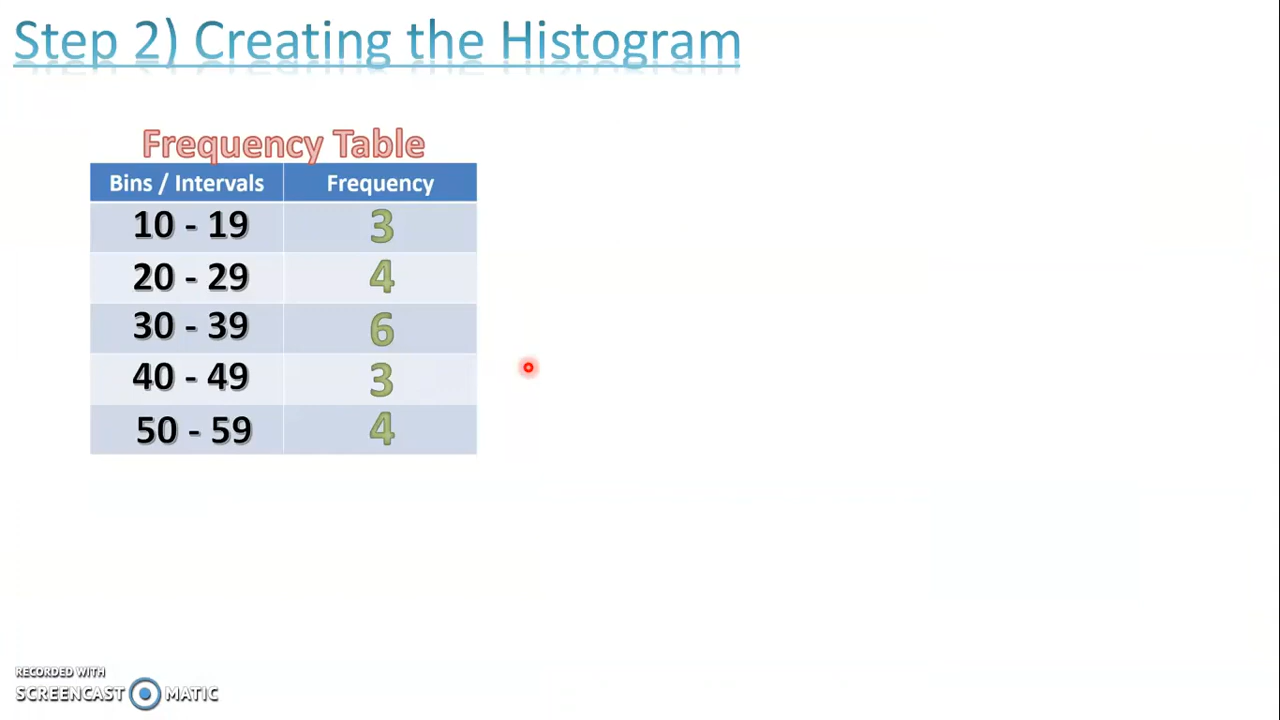 Step 2) Creating the Histogram
Frequency Table
Bins / Intervals Frequency
10 - 19 3
20 - 29 4
30 - 39 6
40 - 49 3
50 - 59 4
RECORDED WITH
SCREENCAST MATIC